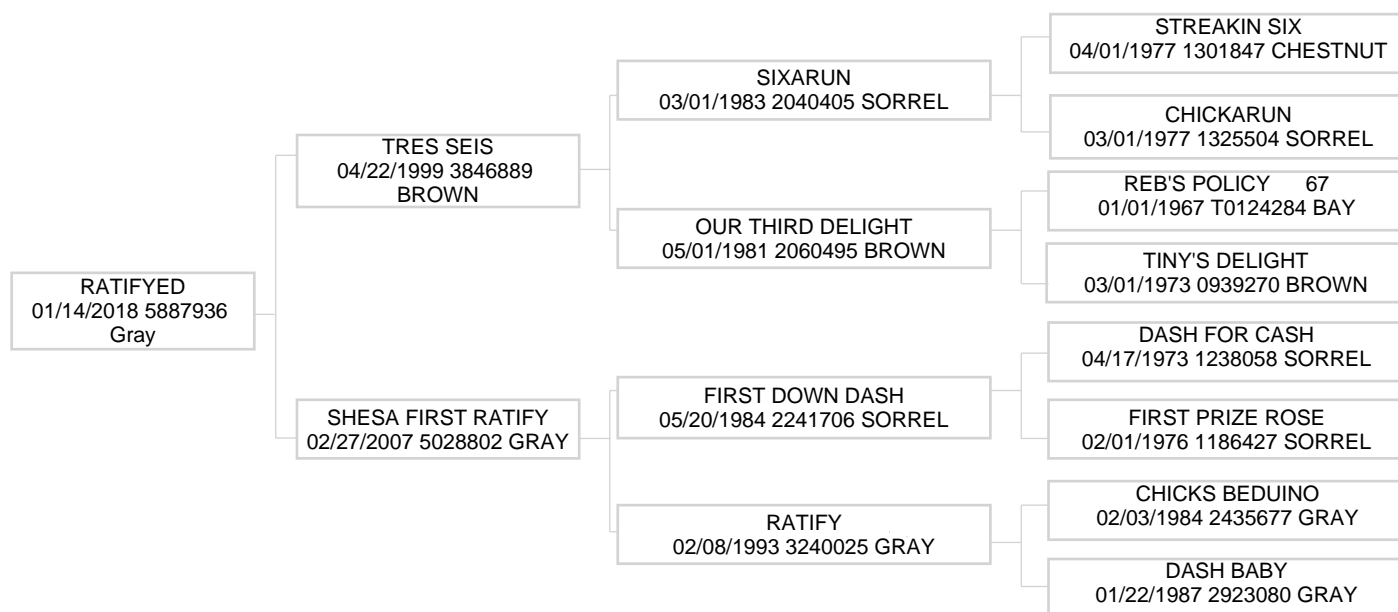 STREAKIN SIX
04/01/1977 1301847 CHESTNUT
SIXARUN
03/01/1983 2040405 SORREL
CHICKARUN
03/01/1977 1325504 SORREL
TRES SEIS
04/22/1999 3846889
BROWN
REB'S POLICY 67
01/01/1967 T0124284 BAY
OUR THIRD DELIGHT
05/01/1981 2060495 BROWN
TINY'S DELIGHT
03/01/1973 0939270 BROWN
RATIFYED
01/14/2018 5887936
Gray
DASH FOR CASH
04/17/1973 1238058 SORREL
FIRST DOWN DASH
05/20/1984 2241706 SORREL
FIRST PRIZE ROSE
02/01/1976 1186427 SORREL
SHESA FIRST RATIFY
02/27/2007 5028802 GRAY
CHICKS BEDUINO
02/03/1984 2435677 GRAY
RATIFY
02/08/1993 3240025 GRAY
DASH BABY
01/22/1987 2923080 GRAY